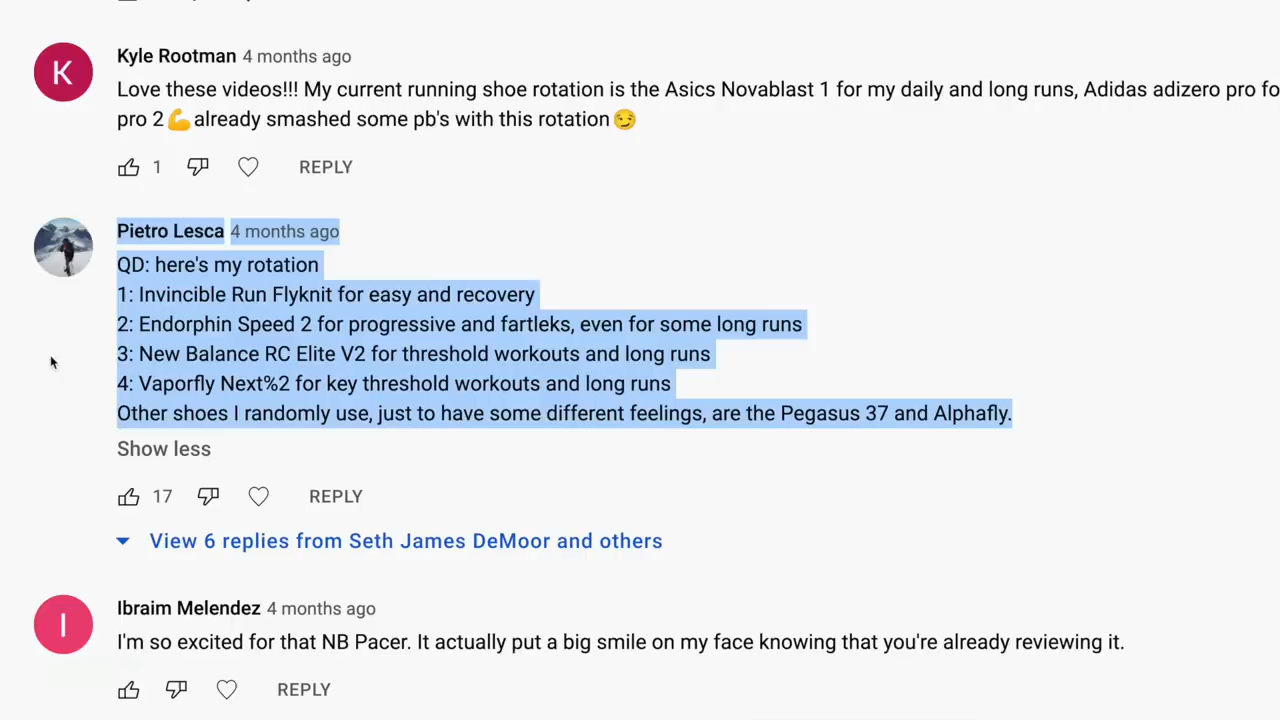 Kyle Rootman 4 months ago
Love these videos!!! My current running shoe rotation is the Asics Novablast 1 for my daily and long runs, Adidas adizero pro fo
pro 2💪already smashed some pb's with this rotation😏
1 REPLY
Pietro Lesca 4 months ago
QD: here's my rotation
1: Invincible Run Flyknit for easy and recovery
2: Endorphin Speed 2 for progressive and fartleks, even for some long runs
3: New Balance RC Elite V2 for threshold workouts and long runs
4: Vaporfly Next%2 for key threshold workouts and long runs
Other shoes I randomly use, just to have some different feelings, are the Pegasus 37 and Alphafly.
Show less
17 REPLY
View 6 replies from Seth James DeMoor and others
Ibraim Melendez 4 months ago
I'm so excited for that NB Pacer. It actually put a big smile on my face knowing that you're already reviewing it.
REPLY
K
I